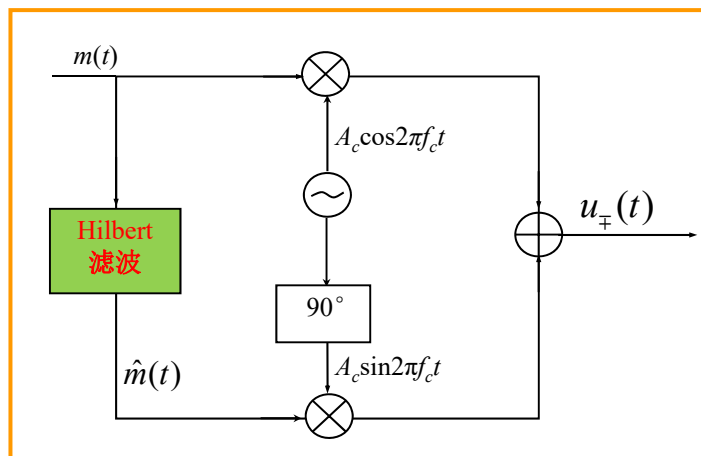 m(t)
A_c cos2πf_c t
u_∓(t)
Hilbert
滤波
90°
m̂(t)
A_c sin2πf_c t